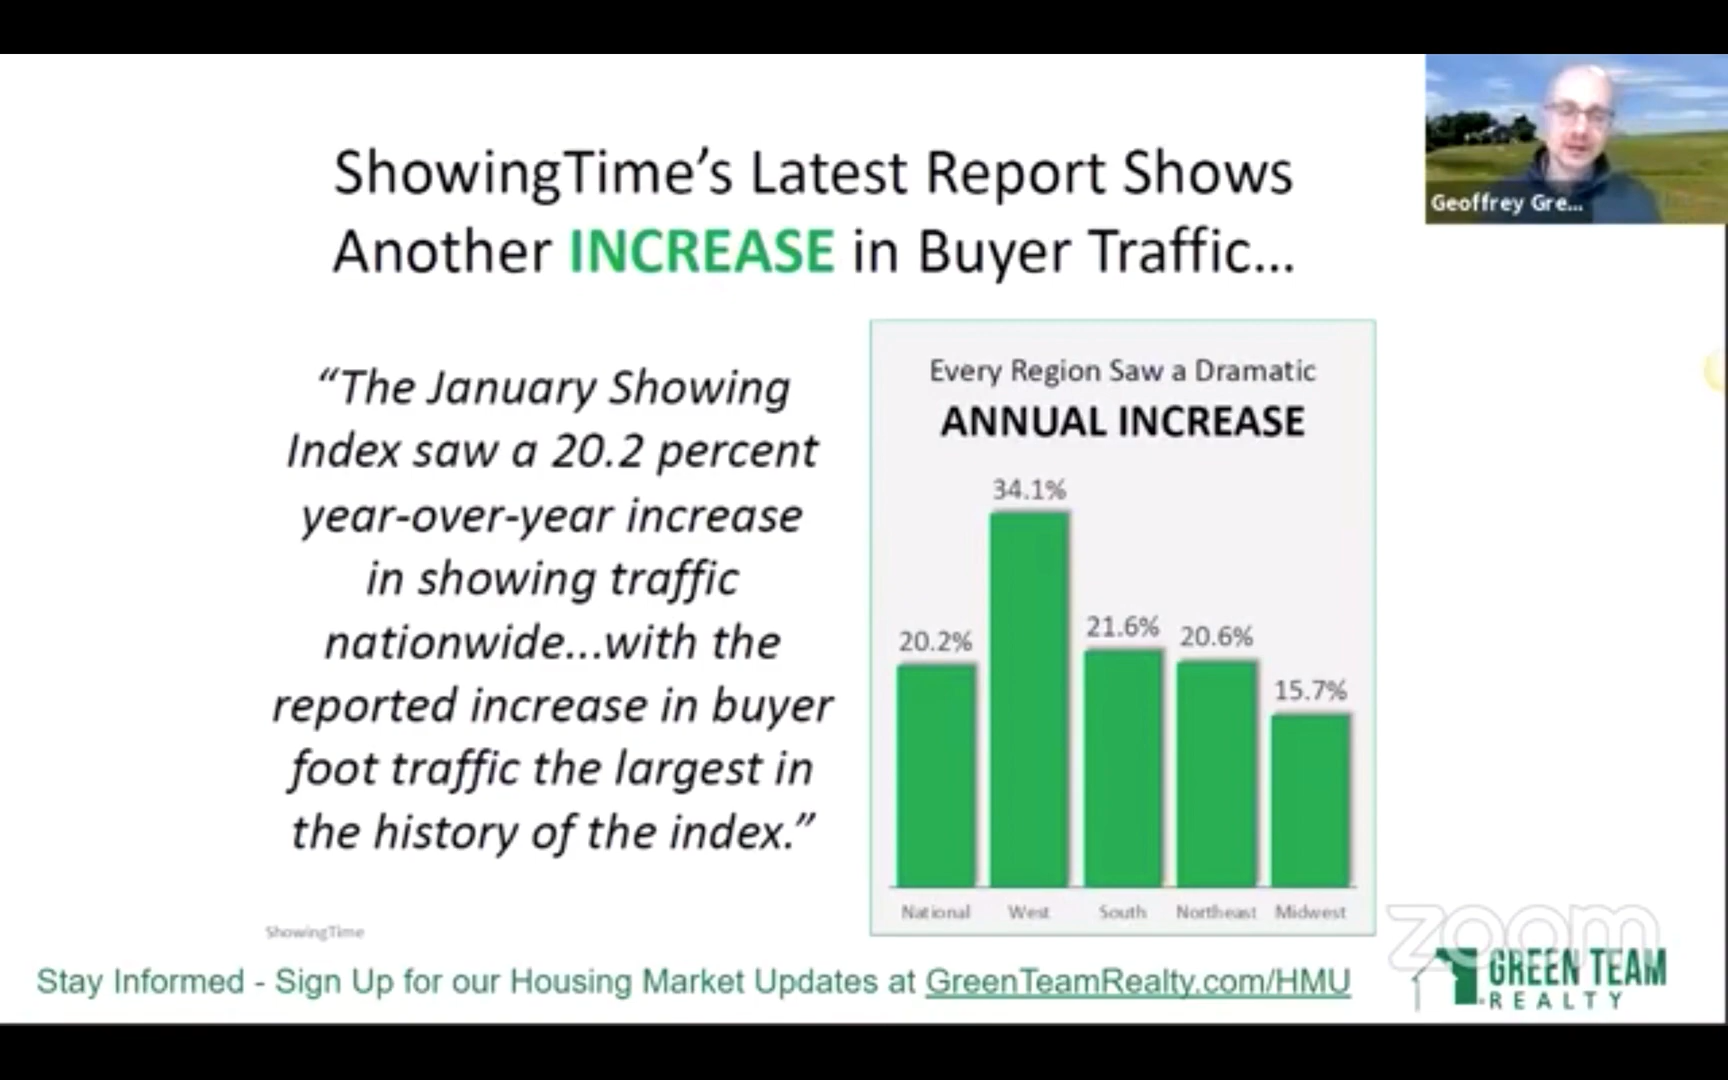 ShowingTime’s Latest Report Shows
Another INCREASE in Buyer Traffic...
Geoffrey Gre...
“The January Showing
Index saw a 20.2 percent
year-over-year increase
in showing traffic
nationwide...with the
reported increase in buyer
foot traffic the largest in
the history of the index.”
Every Region Saw a Dramatic
ANNUAL INCREASE
34.1%
20.2%
21.6%
20.6%
15.7%
National West South Northeast Midwest
ShowingTime
zoom
Stay Informed - Sign Up for our Housing Market Updates at GreenTeamRealty.com/HMU
GREEN TEAM
REALTY